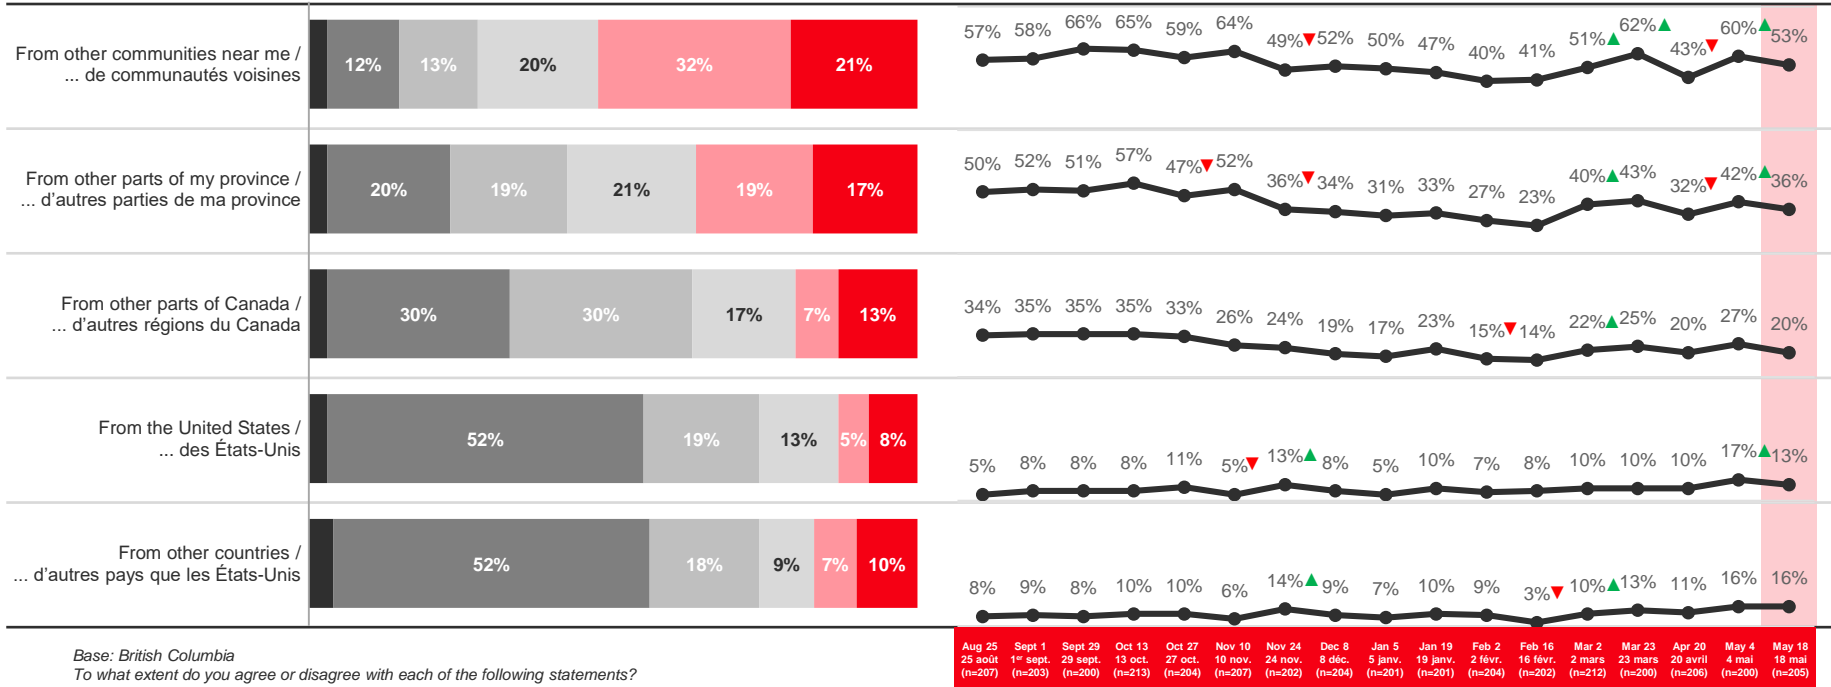 From other communities near me /
... de communautés voisines
12% 13% 20% 32% 21%
57% 58% 66% 65% 59% 64% 49%▼ 52% 50% 47% 40% 41% 51%▲ 62%▲ 43%▼ 60%▲ 53%
From other parts of my province /
... d'autres parties de ma province
20% 19% 21% 19% 17%
50% 52% 51% 57% 47%▼ 52% 36%▼ 34% 31% 33% 27% 23% 40%▲ 43% 32%▼ 42%▲ 36%
From other parts of Canada /
... d'autres régions du Canada
30% 30% 17% 7% 13%
34% 35% 35% 35% 33% 26% 24% 19% 17% 23% 15%▼ 14% 22%▲ 25% 20% 27% 20%
From the United States /
... des États-Unis
52% 19% 13% 5% 8%
5% 8% 8% 8% 11% 5%▼ 13%▲ 8% 5% 10% 7% 8% 10% 10% 10% 17%▲ 13%
From other countries /
... d'autres pays que les États-Unis
52% 18% 9% 7% 10%
8% 9% 8% 10% 10% 6% 14%▲ 9% 7% 10% 9% 3%▼ 10%▲ 13% 11% 16% 16%
Aug 25 Sept 1 Sept 29 Oct 13 Oct 27 Nov 10 Nov 24 Dec 8 Jan 5 Jan 19 Feb 2 Feb 16 Mar 2 Mar 23 Apr 20 May 4 May 18
25 août 1er sept. 29 sept. 13 oct. 27 oct. 10 nov. 24 nov. 8 déc. 5 janv. 19 janv. 2 févr. 16 févr. 2 mars 23 mars 20 avril 4 mai 18 mai
(n=207) (n=203) (n=200) (n=213) (n=204) (n=207) (n=202) (n=204) (n=201) (n=201) (n=204) (n=202) (n=212) (n=200) (n=206) (n=200) (n=205)
Base: British Columbia
To what extent do you agree or disagree with each of the following statements?